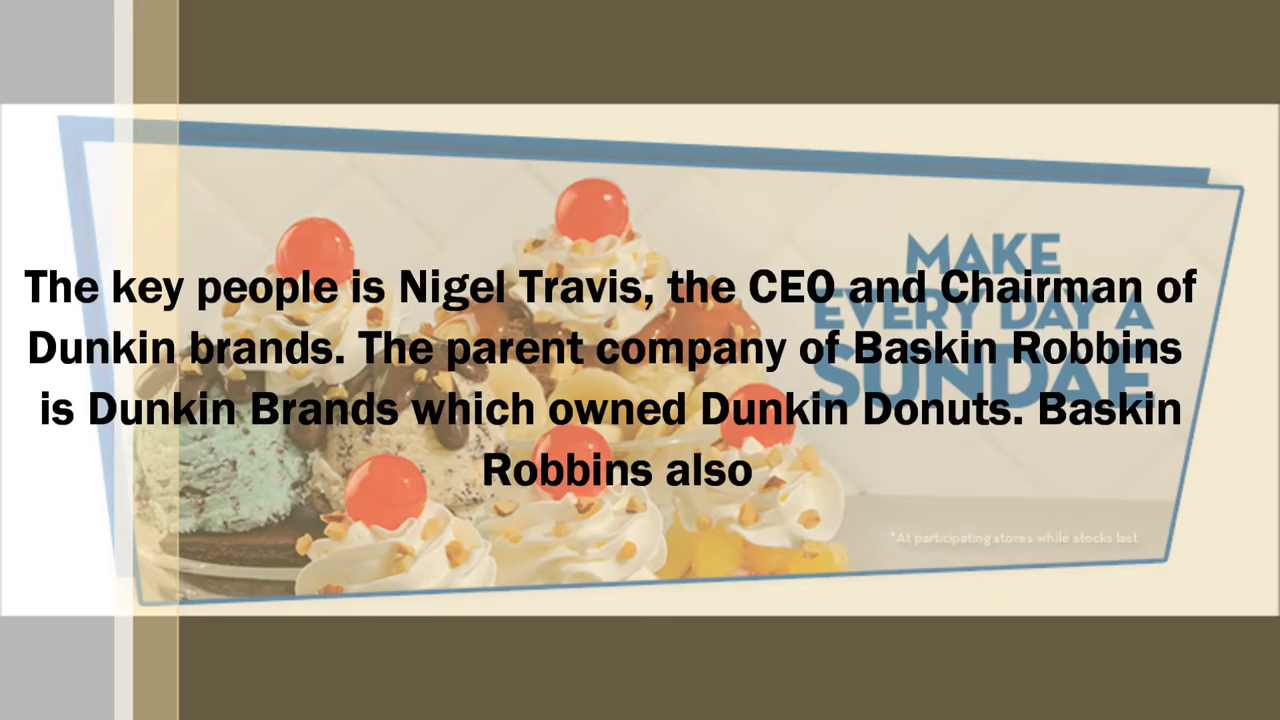 The key people is Nigel Travis, the CEO and Chairman of
Dunkin brands. The parent company of Baskin Robbins
is Dunkin Brands which owned Dunkin Donuts. Baskin
Robbins also
MAKE
EVERY DAY A
SUNDAE
*At participating stores while stocks last.